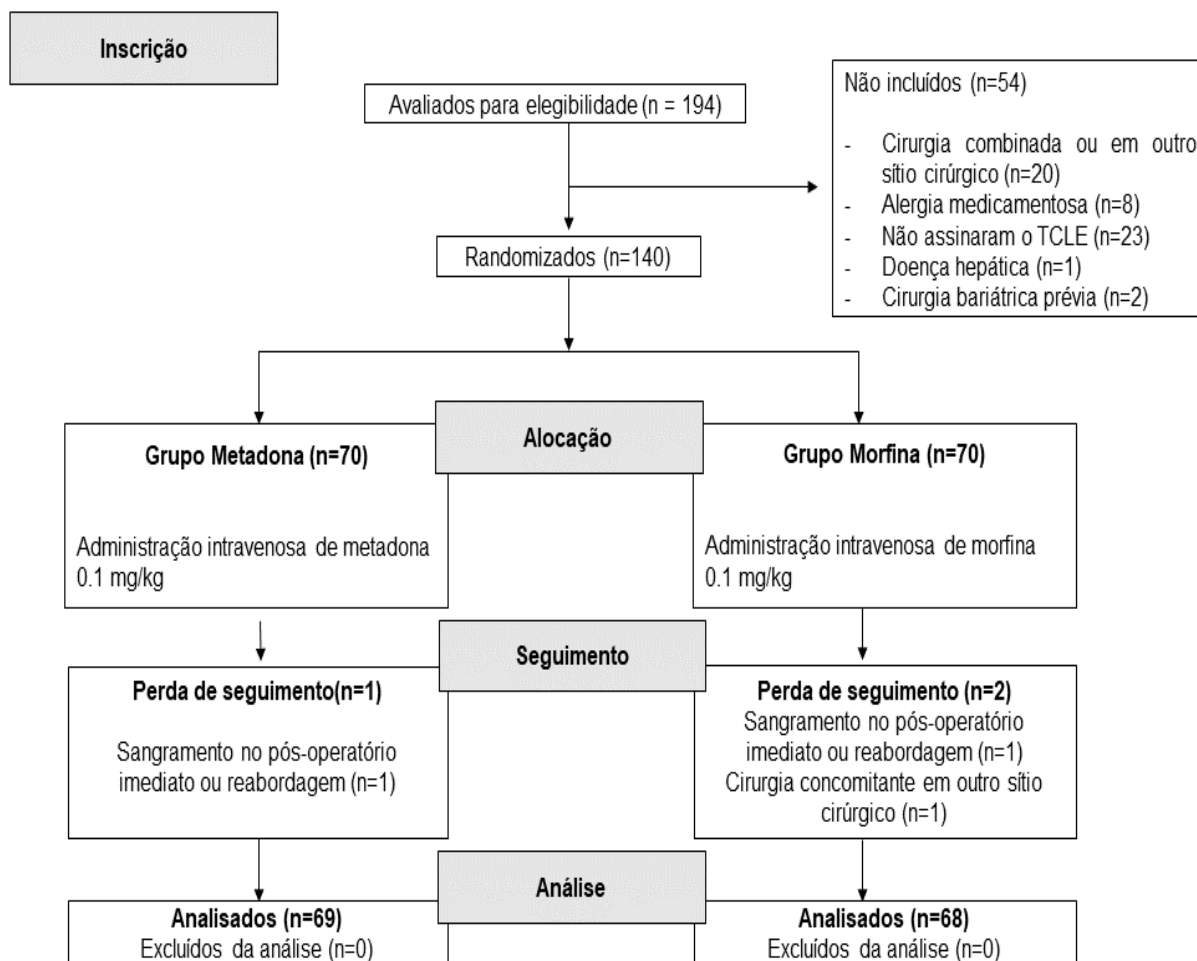 Inscrição
Avaliados para elegibilidade (n = 194)
Não incluídos (n=54)
- Cirurgia combinada ou em outro
sítio cirúrgico (n=20)
- Alergia medicamentosa (n=8)
- Não assinaram o TCLE (n=23)
- Doença hepática (n=1)
- Cirurgia bariátrica prévia (n=2)
Randomizados (n=140)
Alocação
Grupo Metadona (n=70)
Administração intravenosa de metadona
0.1 mg/kg
Grupo Morfina (n=70)
Administração intravenosa de morfina
0.1 mg/kg
Seguimento
Perda de seguimento(n=1)
Sangramento no pós-operatório
imediato ou reabordagem (n=1)
Perda de seguimento (n=2)
Sangramento no pós-operatório
imediato ou reabordagem (n=1)
Cirurgia concomitante em outro sítio
cirúrgico (n=1)
Análise
Analisados (n=69)
Excluídos da análise (n=0)
Analisados (n=68)
Excluídos da análise (n=0)